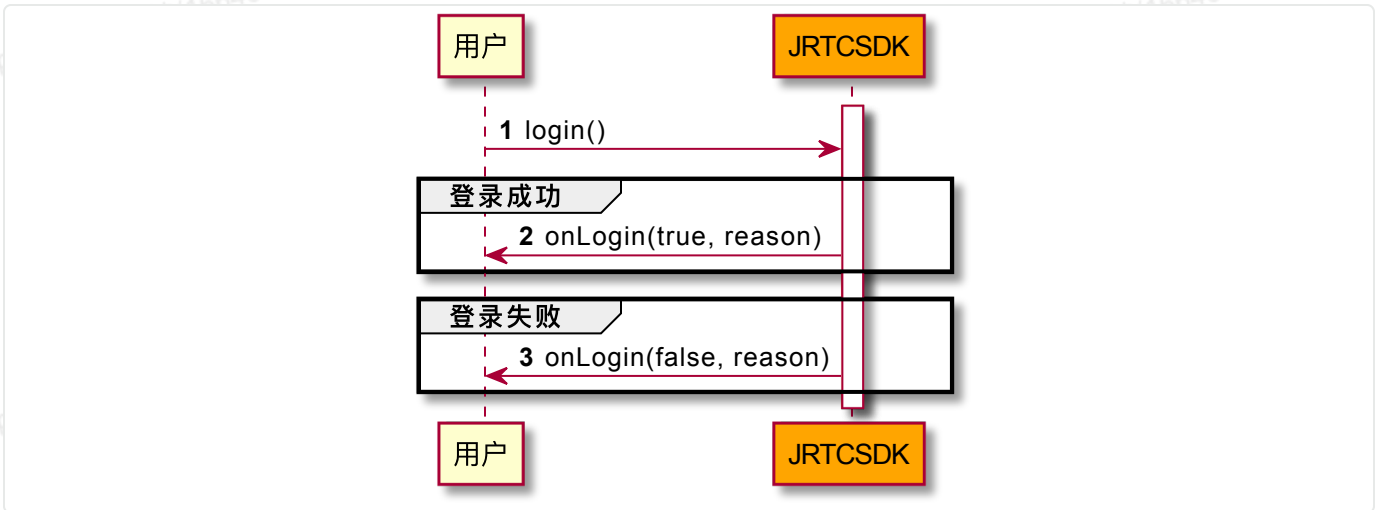 用户
JRTCSDK
1 login()
登录成功
2 onLogin(true, reason)
登录失败
3 onLogin(false, reason)
用户
JRTCSDK